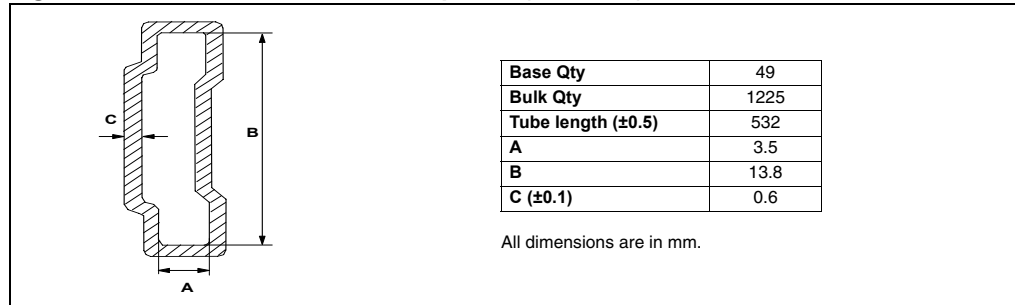 C
B
A
Base Qty 49
Bulk Qty 1225
Tube length (±0.5) 532
A 3.5
B 13.8
C (±0.1) 0.6
All dimensions are in mm.